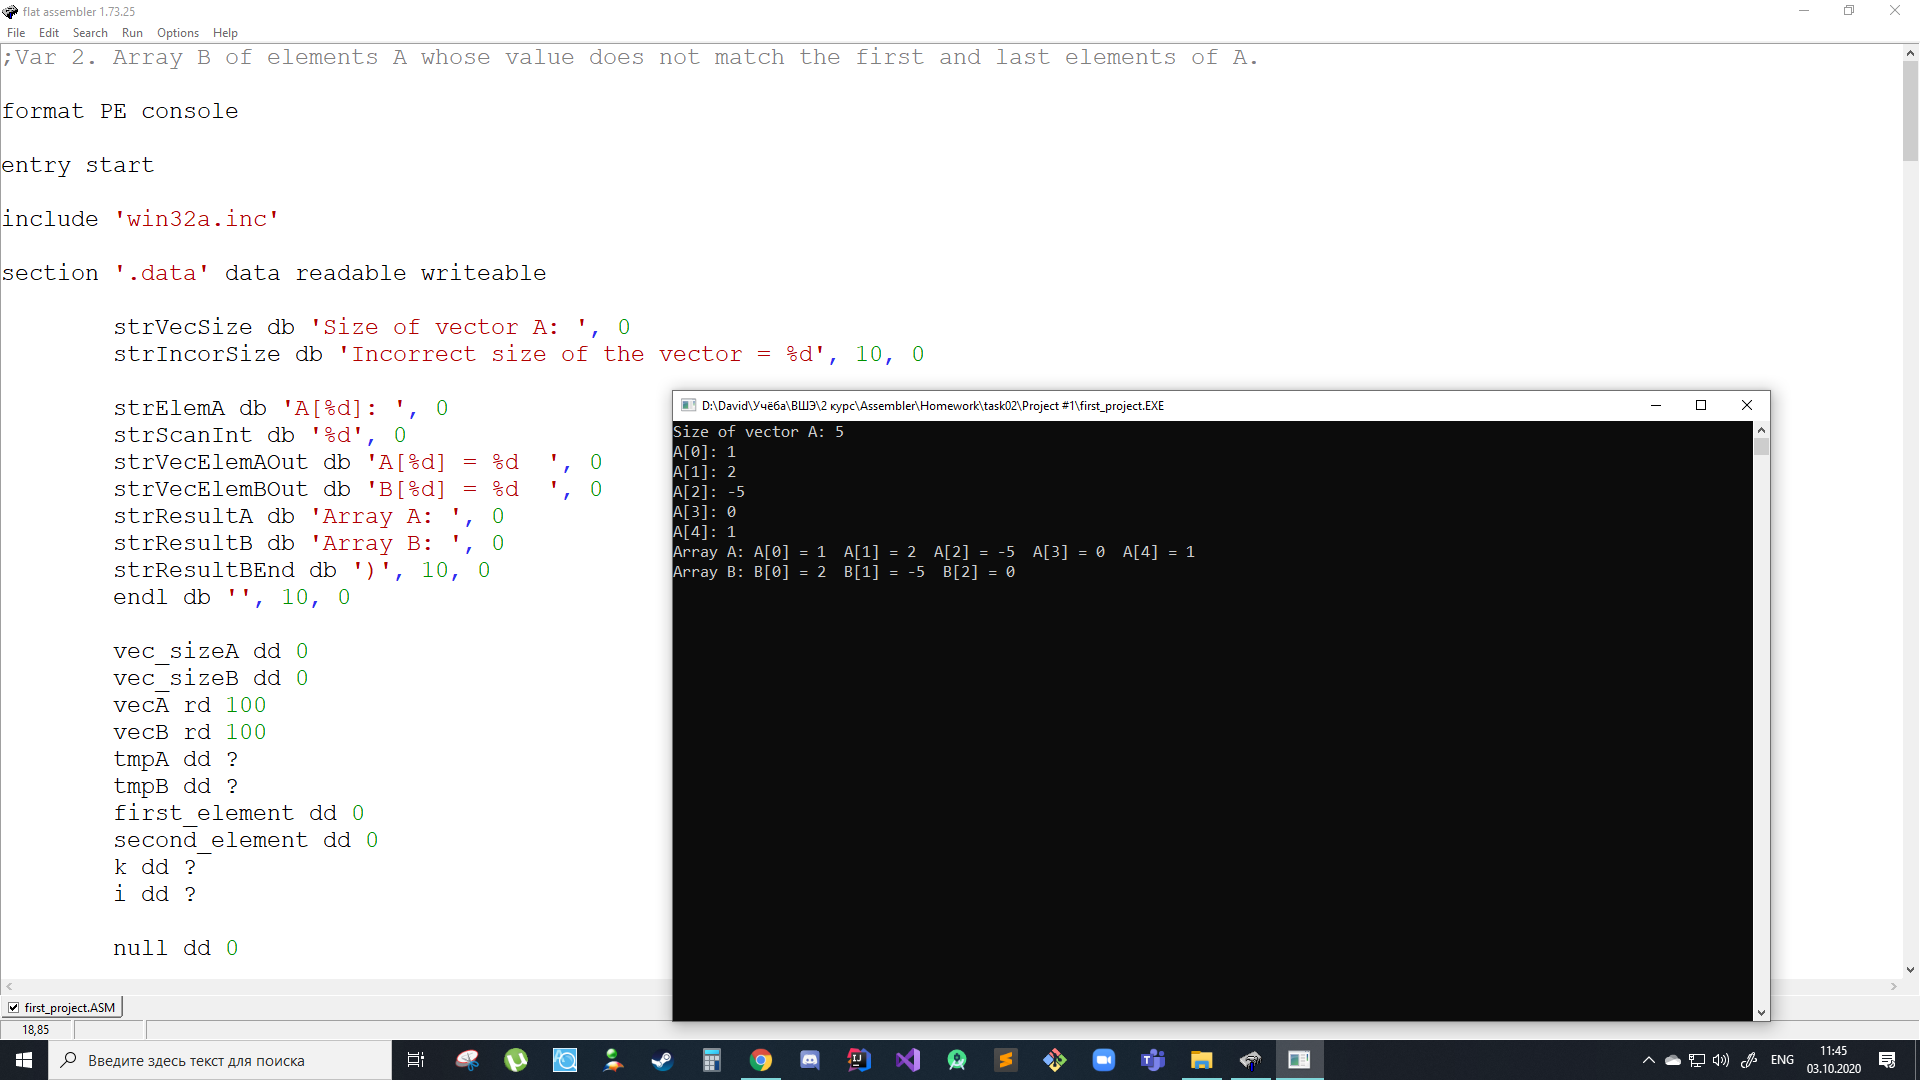 flat assembler 1.73.25
File Edit Search Run Options Help
;Var 2. Array B of elements A whose value does not match the first and last elements of A.
format PE console
entry start
include 'win32a.inc'
section '.data' data readable writeable
strVecSize db 'Size of vector A: ', 0
strIncorSize db 'Incorrect size of the vector = %d', 10, 0
strElemA db 'A[%d]: ', 0
strScanInt db '%d', 0
strVecElemAOut db 'A[%d] = %d  ', 0
strVecElemBOut db 'B[%d] = %d  ', 0
strResultA db 'Array A: ', 0
strResultB db 'Array B: ', 0
strResultBEnd db ')', 10, 0
endl db '', 10, 0
vec_sizeA dd 0
vec_sizeB dd 0
vecA rd 100
vecB rd 100
tmpA dd ?
tmpB dd ?
first_element dd 0
second_element dd 0
k dd ?
i dd ?
null dd 0
D:\David\Учёба\ВШЭ\2 курс\Assembler\Homework\task02\Project #1\first_project.EXE
Size of vector A: 5
A[0]: 1
A[1]: 2
A[2]: -5
A[3]: 0
A[4]: 1
Array A: A[0] = 1  A[1] = 2  A[2] = -5  A[3] = 0  A[4] = 1
Array B: B[0] = 2  B[1] = -5  B[2] = 0
first_project.ASM
18,85
Введите здесь текст для поиска
ENG
11:45
03.10.2020